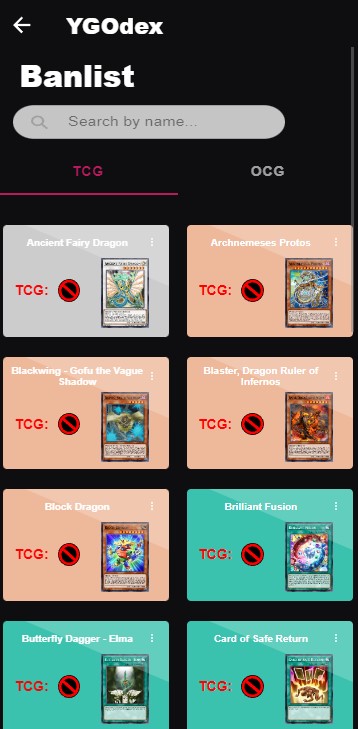 YGOdex
Banlist
Search by name...
TCG
OCG
Ancient Fairy Dragon
TCG:
Archnemeses Protos
TCG:
Blackwing - Gofu the Vague
Shadow
TCG:
Blaster, Dragon Ruler of
Infernos
TCG:
Block Dragon
TCG:
Brilliant Fusion
TCG:
Butterfly Dagger - Elma
TCG:
Card of Safe Return
TCG: